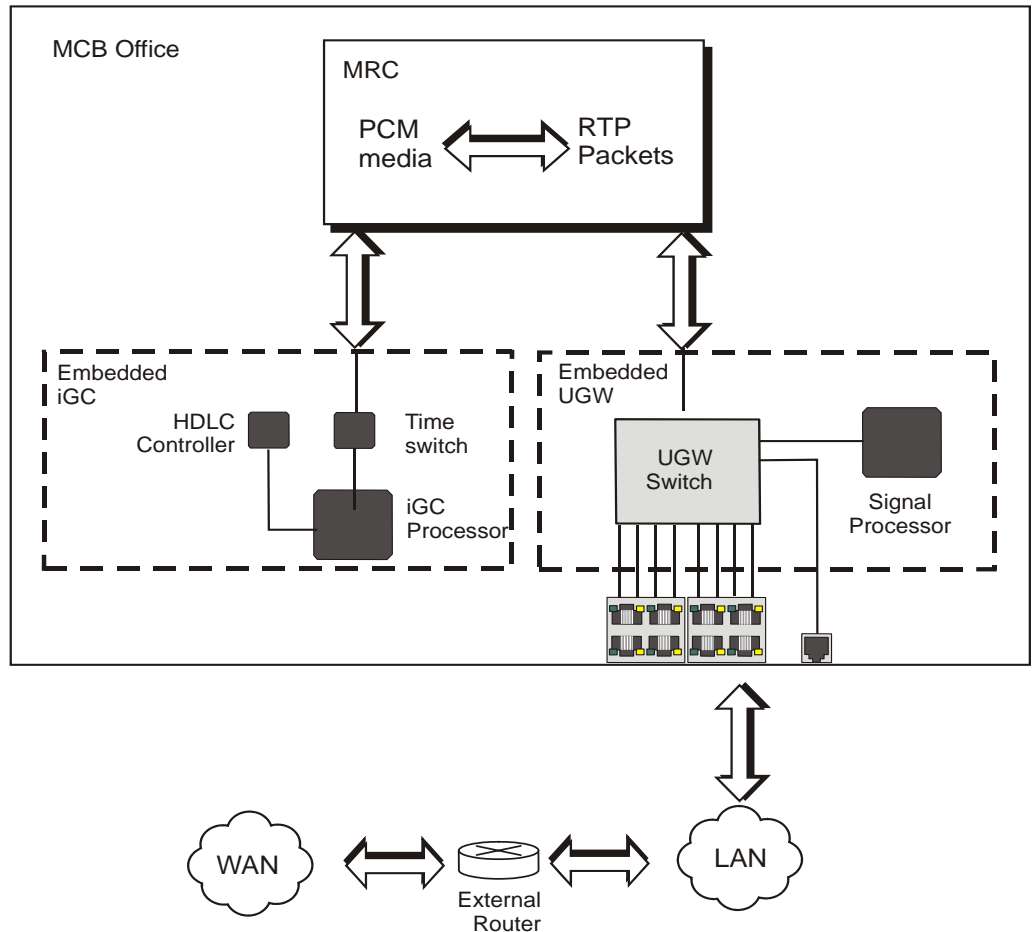 MCB Office
MRC
PCM
media
RTP
Packets
Embedded
iGC
HDLC
Controller
Time
switch
iGC
Processor
Embedded
UGW
UGW
Switch
Signal
Processor
WAN
External
Router
LAN